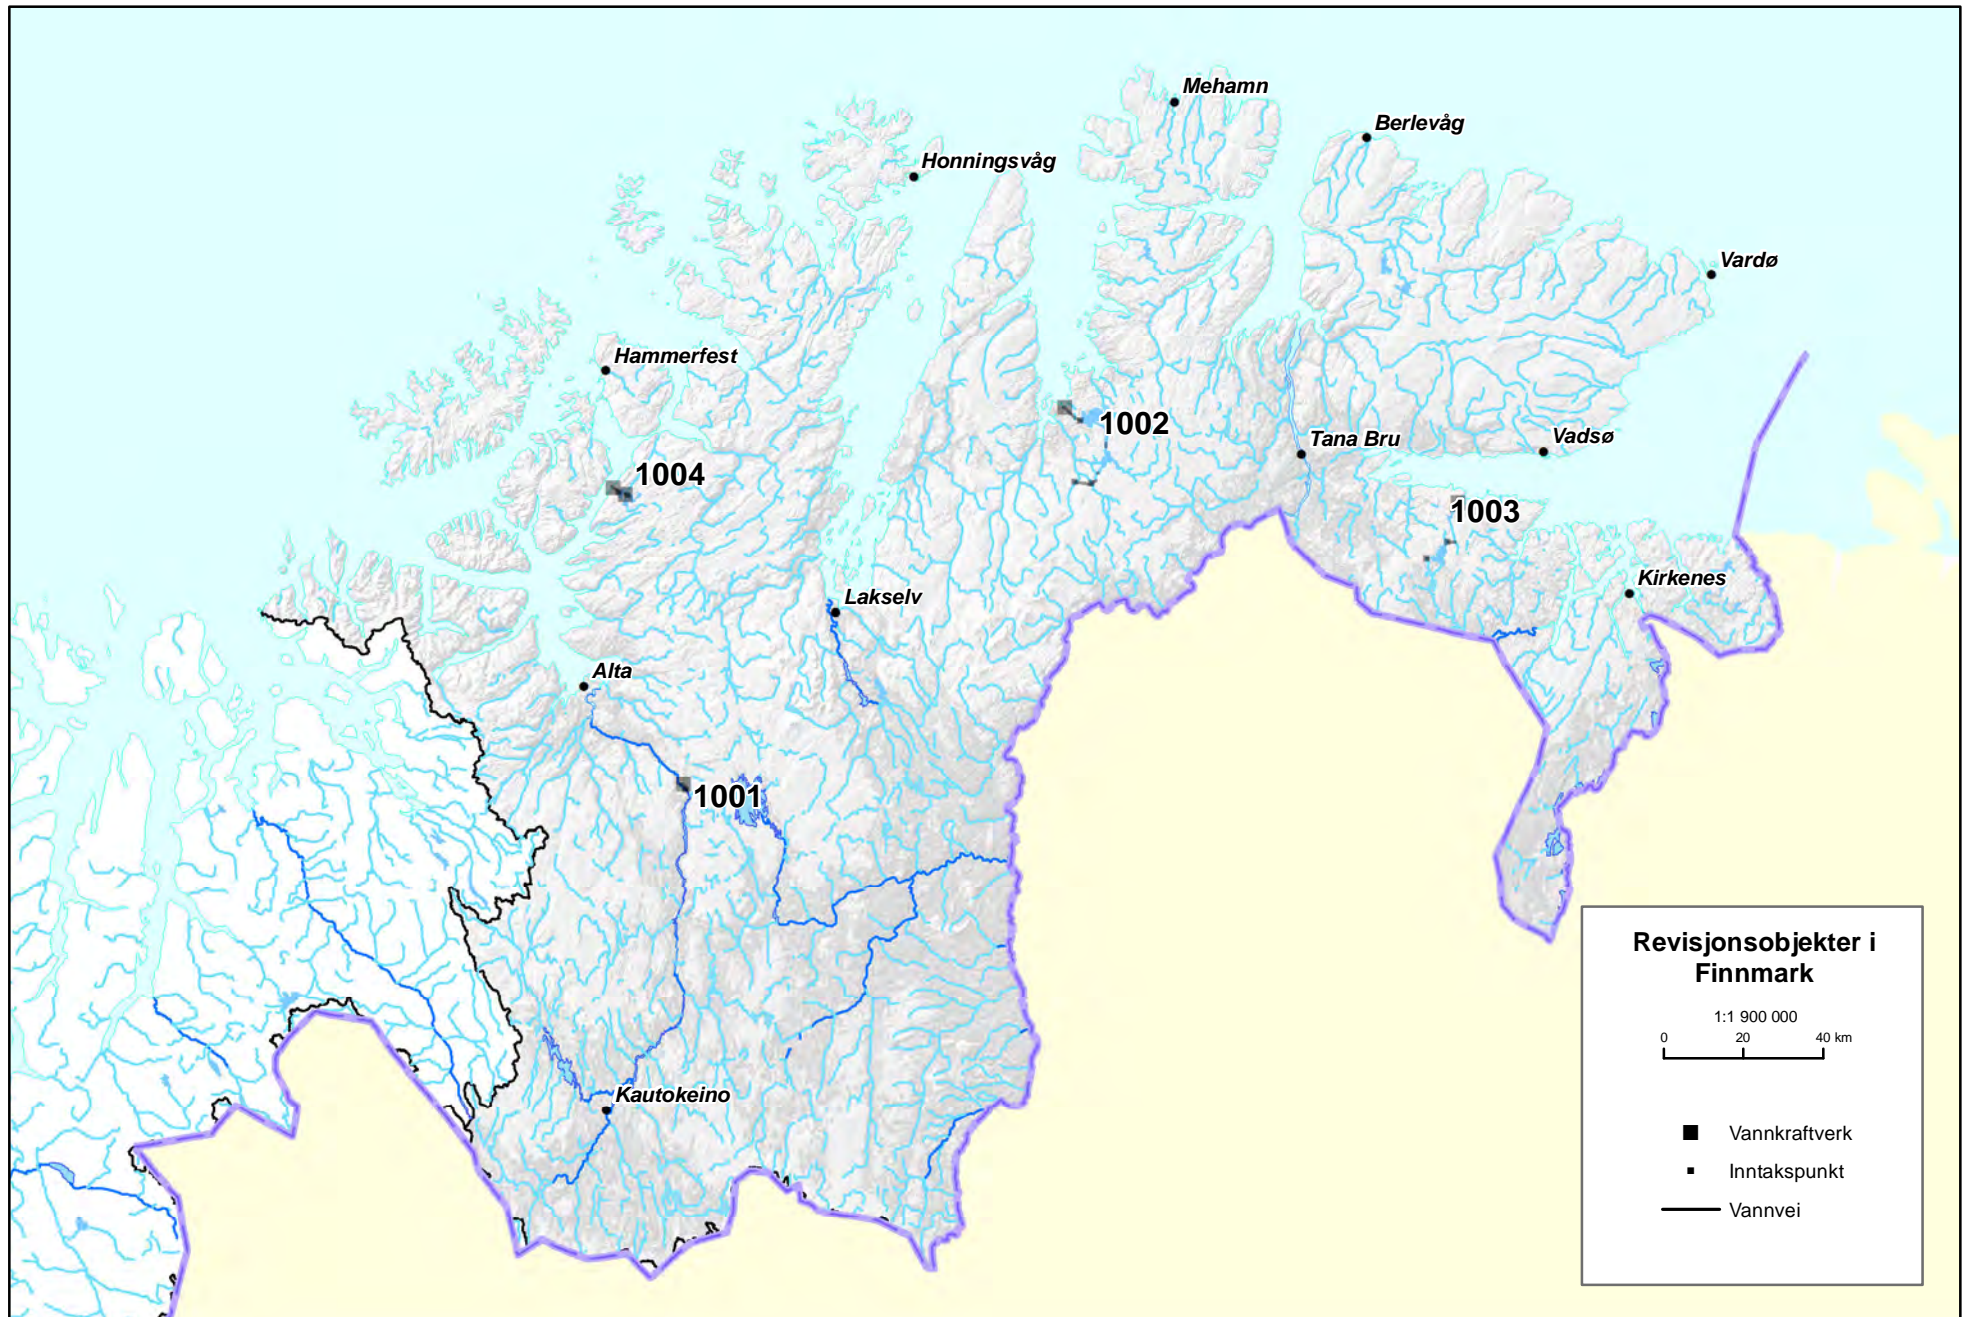 Mehamn
Berlevåg
Honningsvåg
Vardø
Hammerfest
1002
Tana Bru
Vadsø
1004
1003
Kirkenes
Lakselv
Alta
1001
Kautokeino
Revisjonsobjekter i
Finnmark
1:1 900 000
0 20 40 km
Vannkraftverk
Inntakspunkt
Vannvei